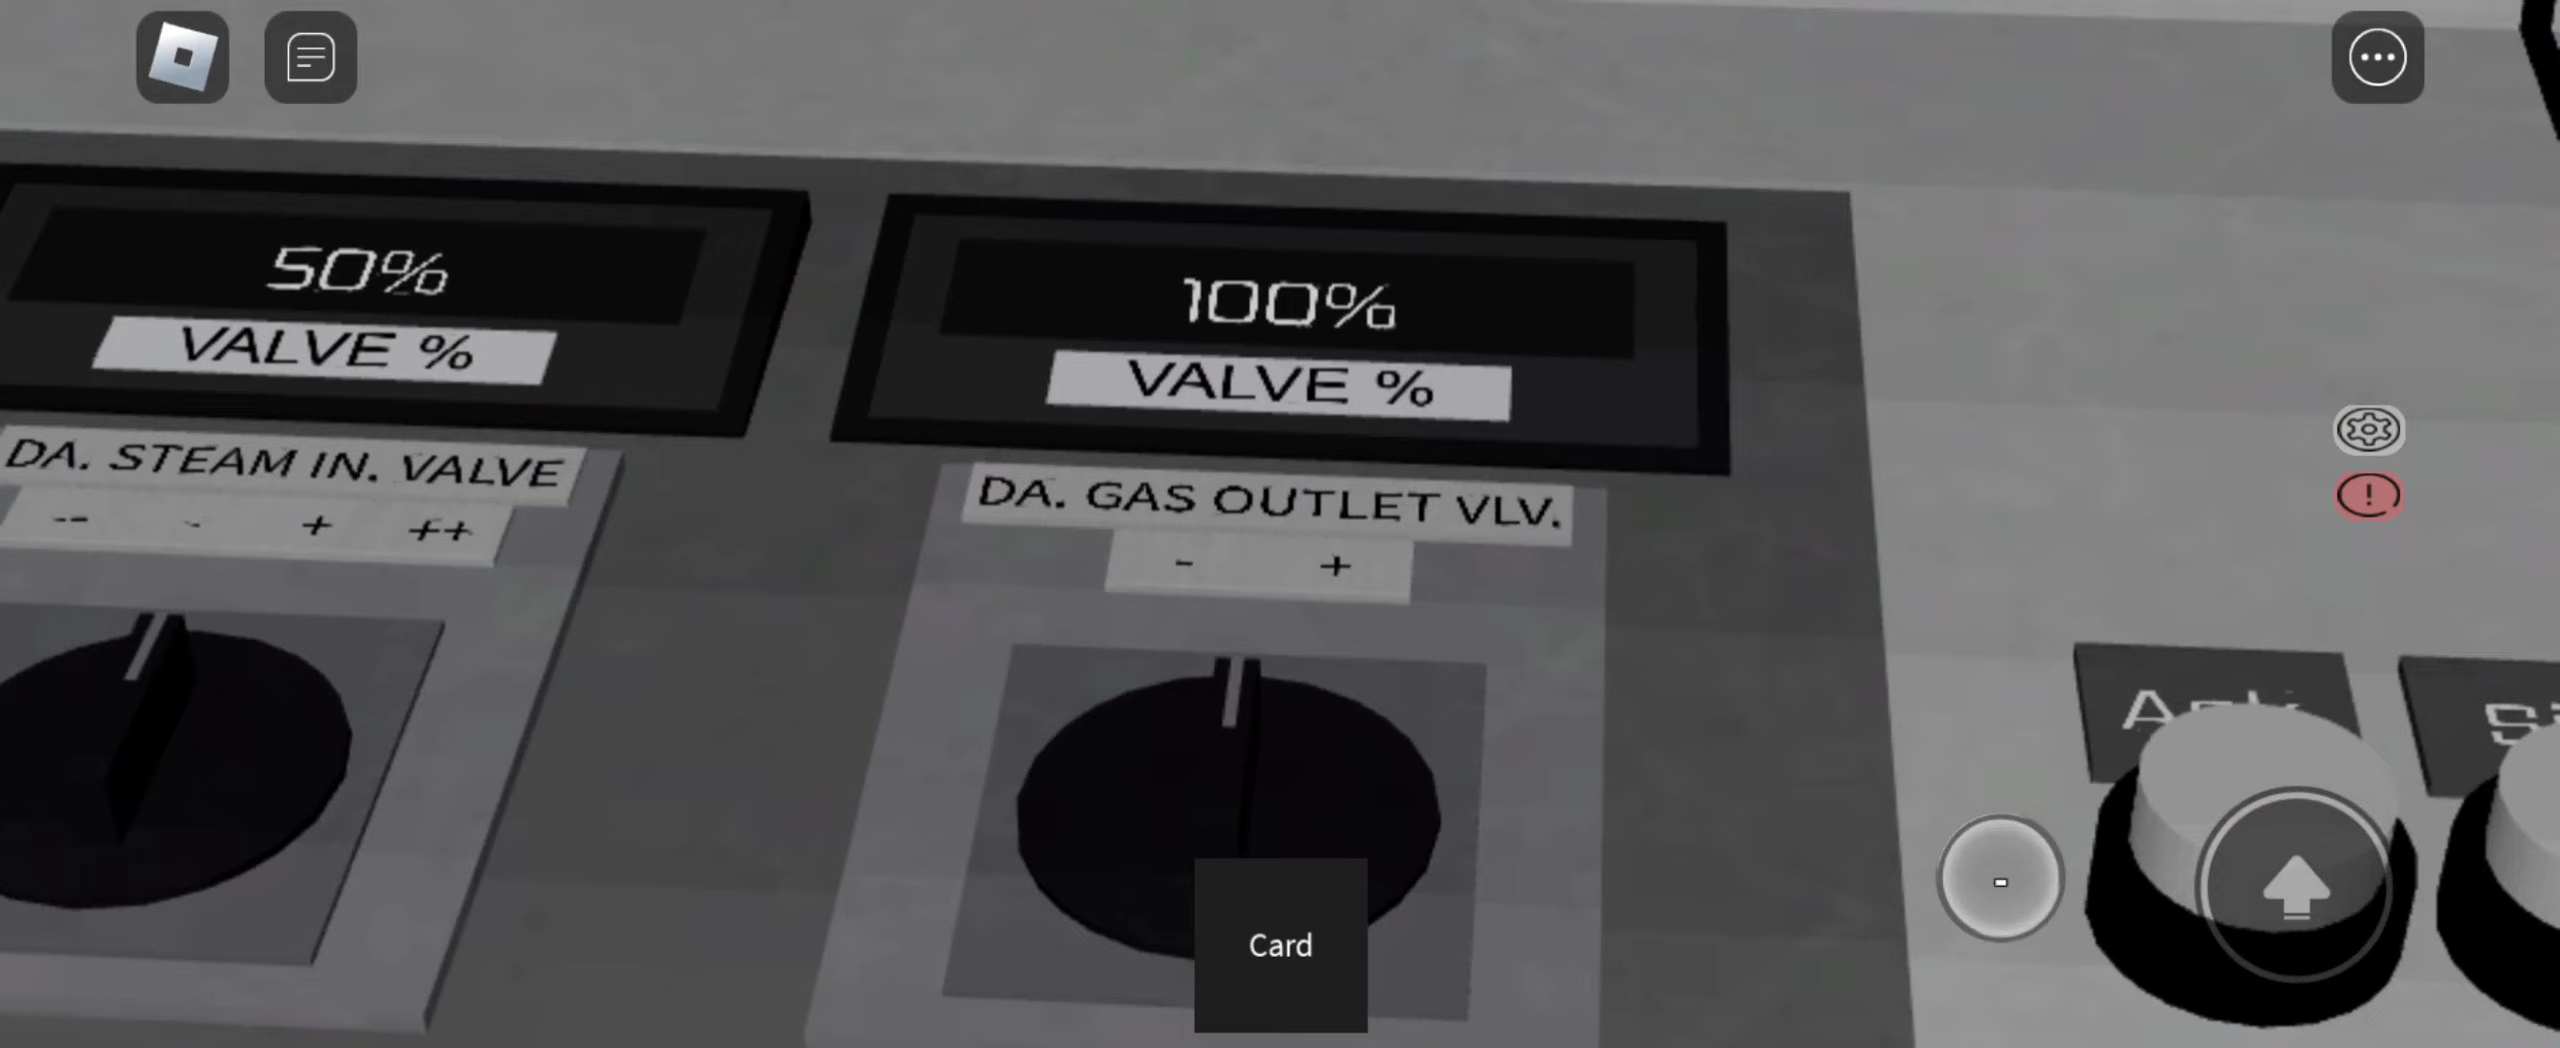 50%
VALVE %
DA. STEAM IN. VALVE
-- - + ++
100%
VALVE %
DA. GAS OUTLET VLV.
- +
Card
-